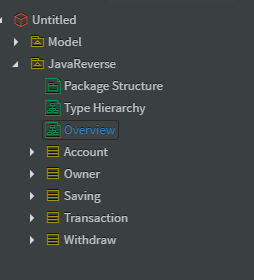 Untitled
Model
JavaReverse
Package Structure
Type Hierarchy
Overview
Account
Owner
Saving
Transaction
Withdraw